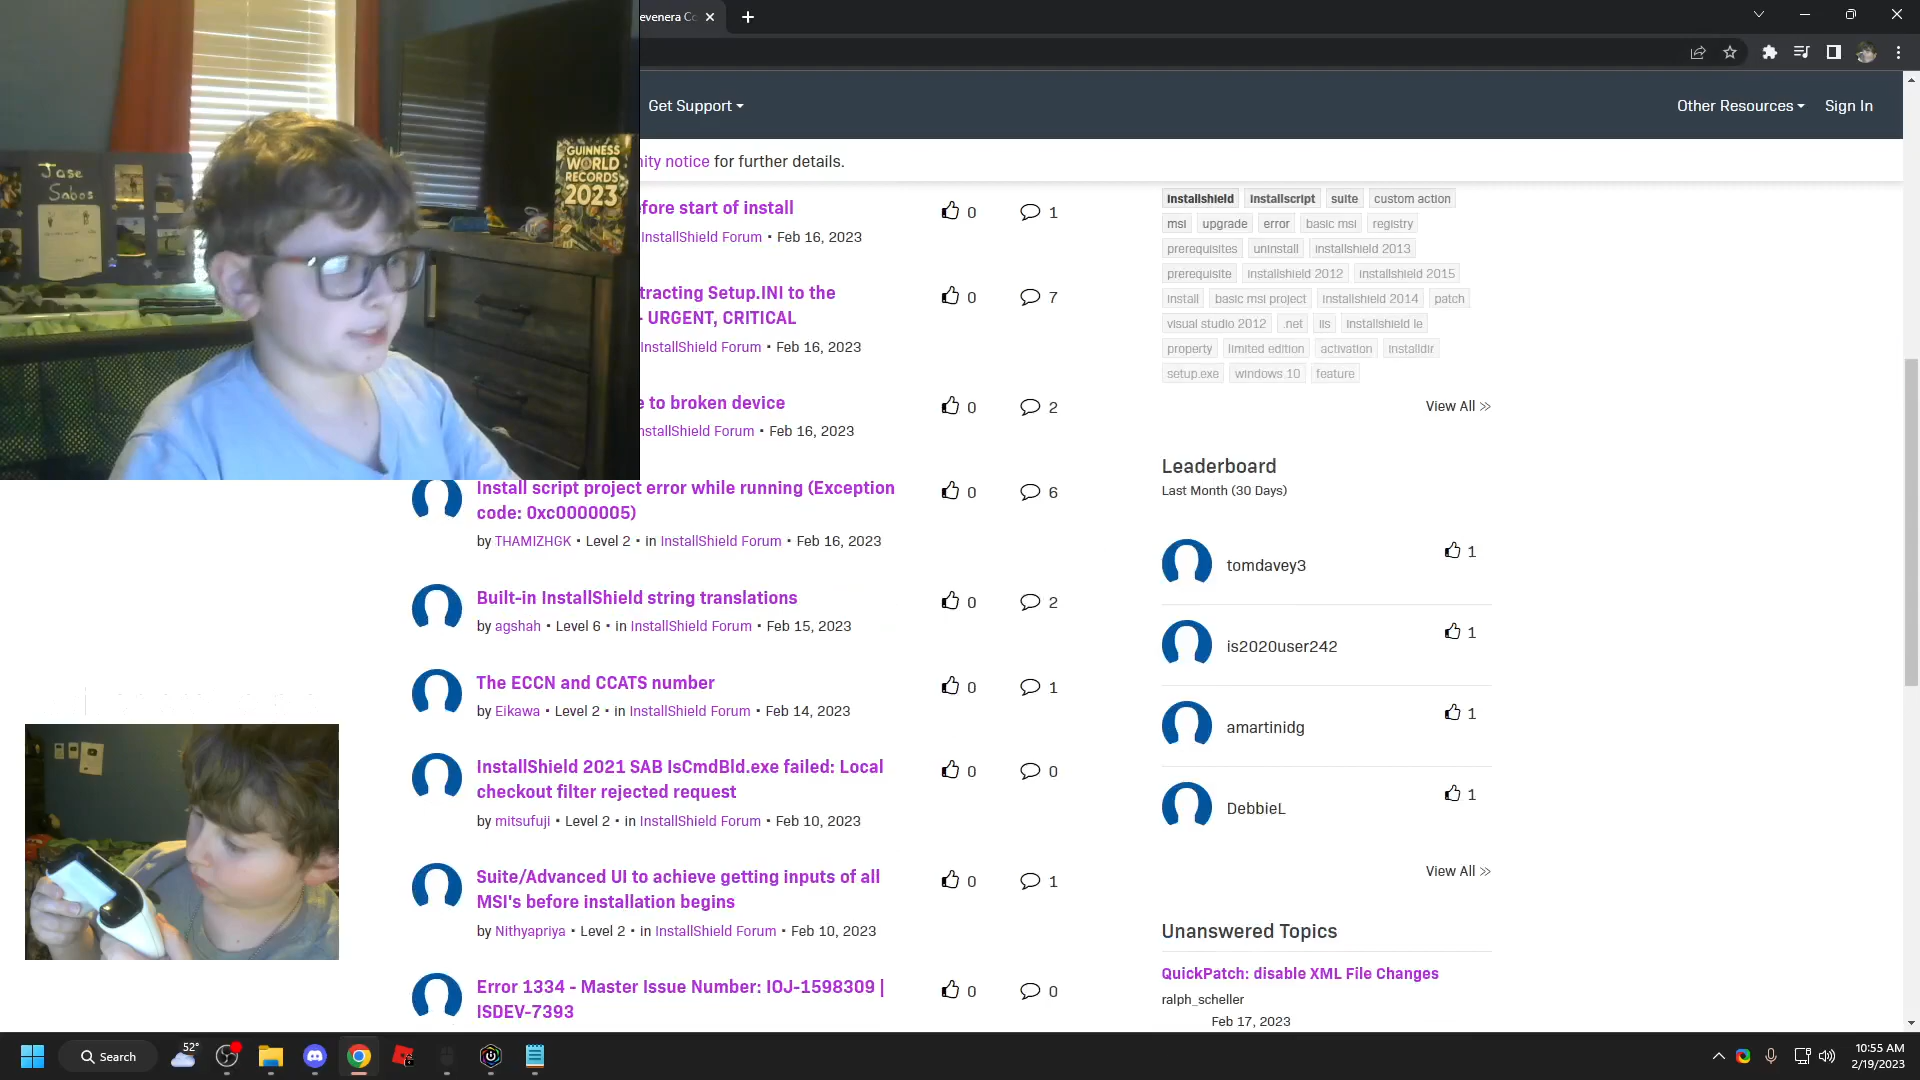 evenera Co
Get Support
Other Resources
Sign In
nity notice for further details.
Jase
Sabos
GUINNESS
WORLD
RECORDS
2023
efore start of install
0
1
InstallShield Forum • Feb 16, 2023
tracting Setup.INI to the
- URGENT, CRITICAL
0
7
InstallShield Forum • Feb 16, 2023
e to broken device
0
2
nstallShield Forum • Feb 16, 2023
Install script project error while running (Exception
code: 0xc0000005)
0
6
by THAMIZHGK • Level 2 • in InstallShield Forum • Feb 16, 2023
Built-in InstallShield string translations
0
2
by agshah • Level 6 • in InstallShield Forum • Feb 15, 2023
The ECCN and CCATS number
0
1
by Eikawa • Level 2 • in InstallShield Forum • Feb 14, 2023
InstallShield 2021 SAB IsCmdBld.exe failed: Local
checkout filter rejected request
0
0
by mitsufuji • Level 2 • in InstallShield Forum • Feb 10, 2023
Suite/Advanced UI to achieve getting inputs of all
MSI's before installation begins
0
1
by Nithyapriya • Level 2 • in InstallShield Forum • Feb 10, 2023
Error 1334 - Master Issue Number: IOJ-1598309 |
ISDEV-7393
0
0
installshield installscript suite custom action
msi upgrade error basic msi registry
prerequisites uninstall installshield 2013
prerequisite installshield 2012 installshield 2015
install basic msi project installshield 2014 patch
visual studio 2012 .net iis installshield le
property limited edition activation installdir
setup.exe windows 10 feature
View All
Leaderboard
Last Month (30 Days)
tomdavey3
1
is2020user242
1
amartinidg
1
DebbieL
1
View All
Unanswered Topics
QuickPatch: disable XML File Changes
ralph_scheller
Feb 17, 2023
Search
52°
10:55 AM
2/19/2023